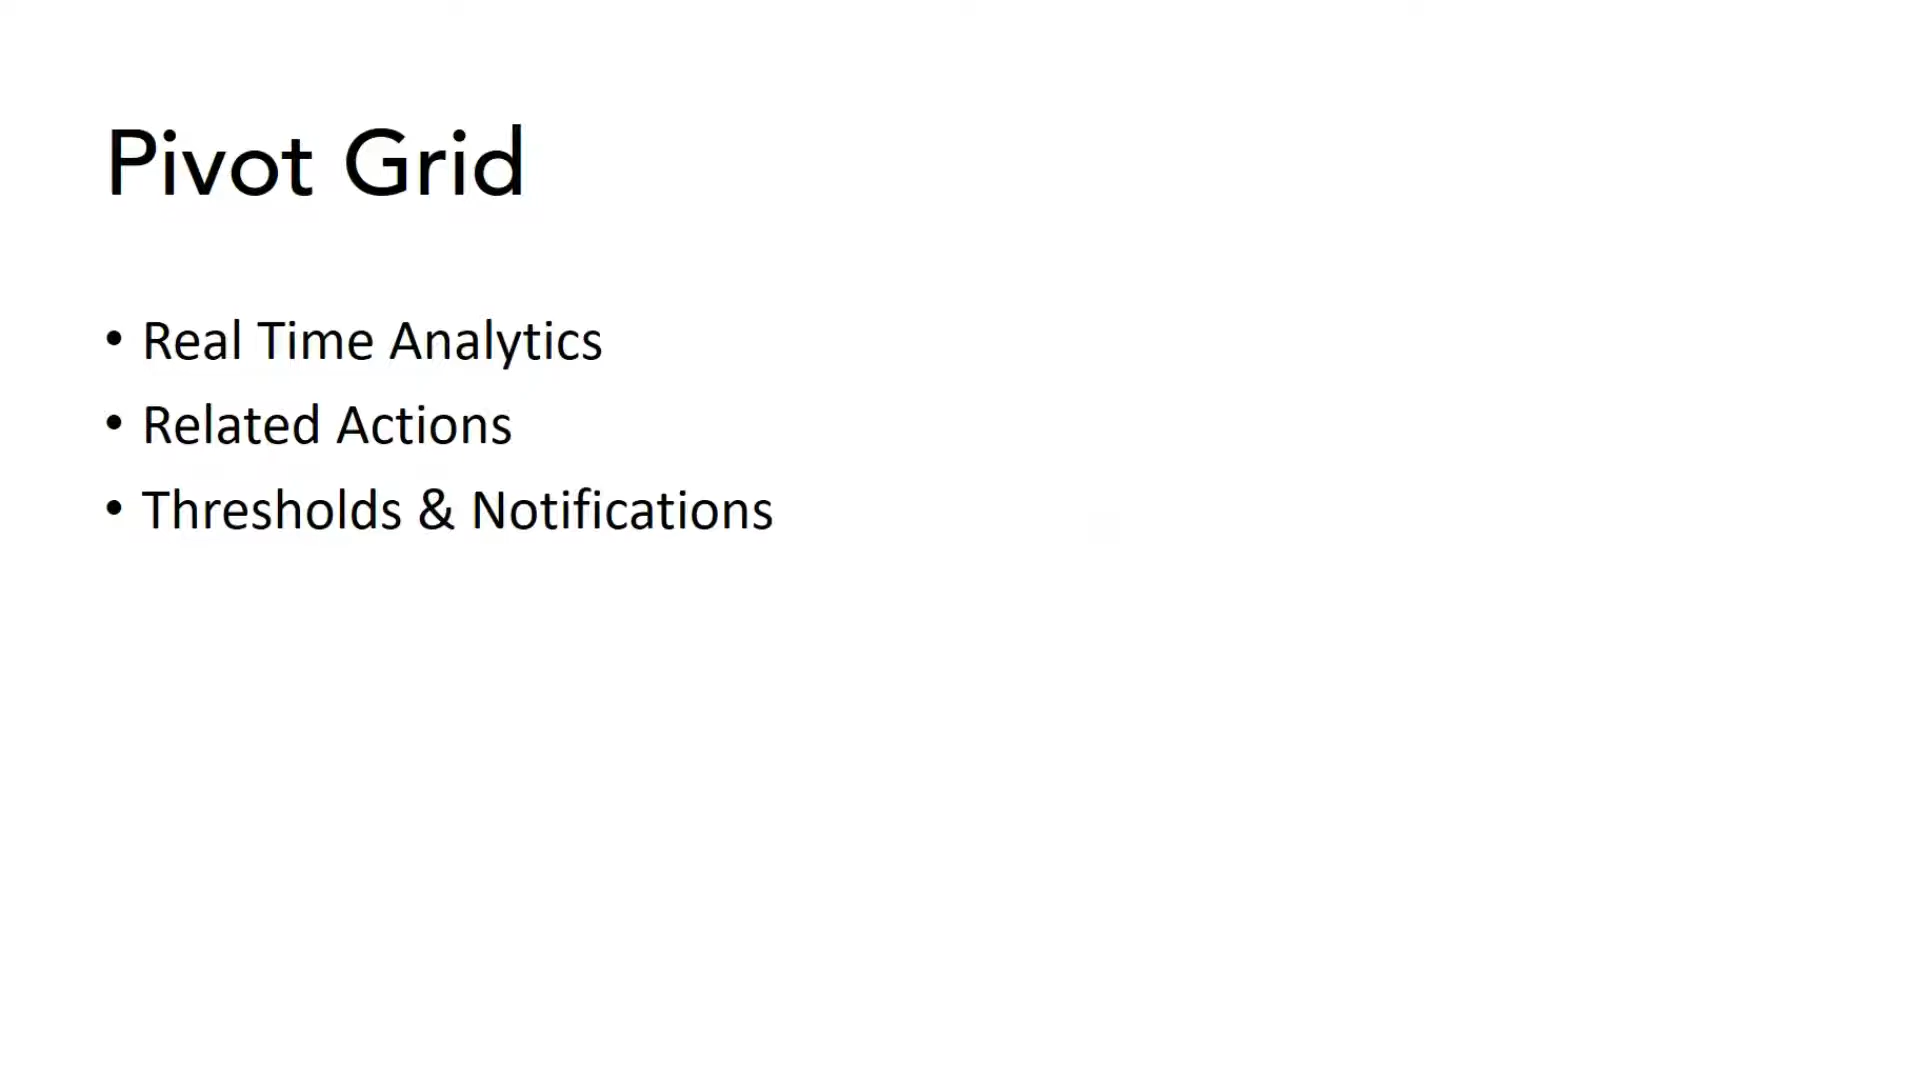 Pivot Grid
• Real Time Analytics
• Related Actions
• Thresholds & Notifications